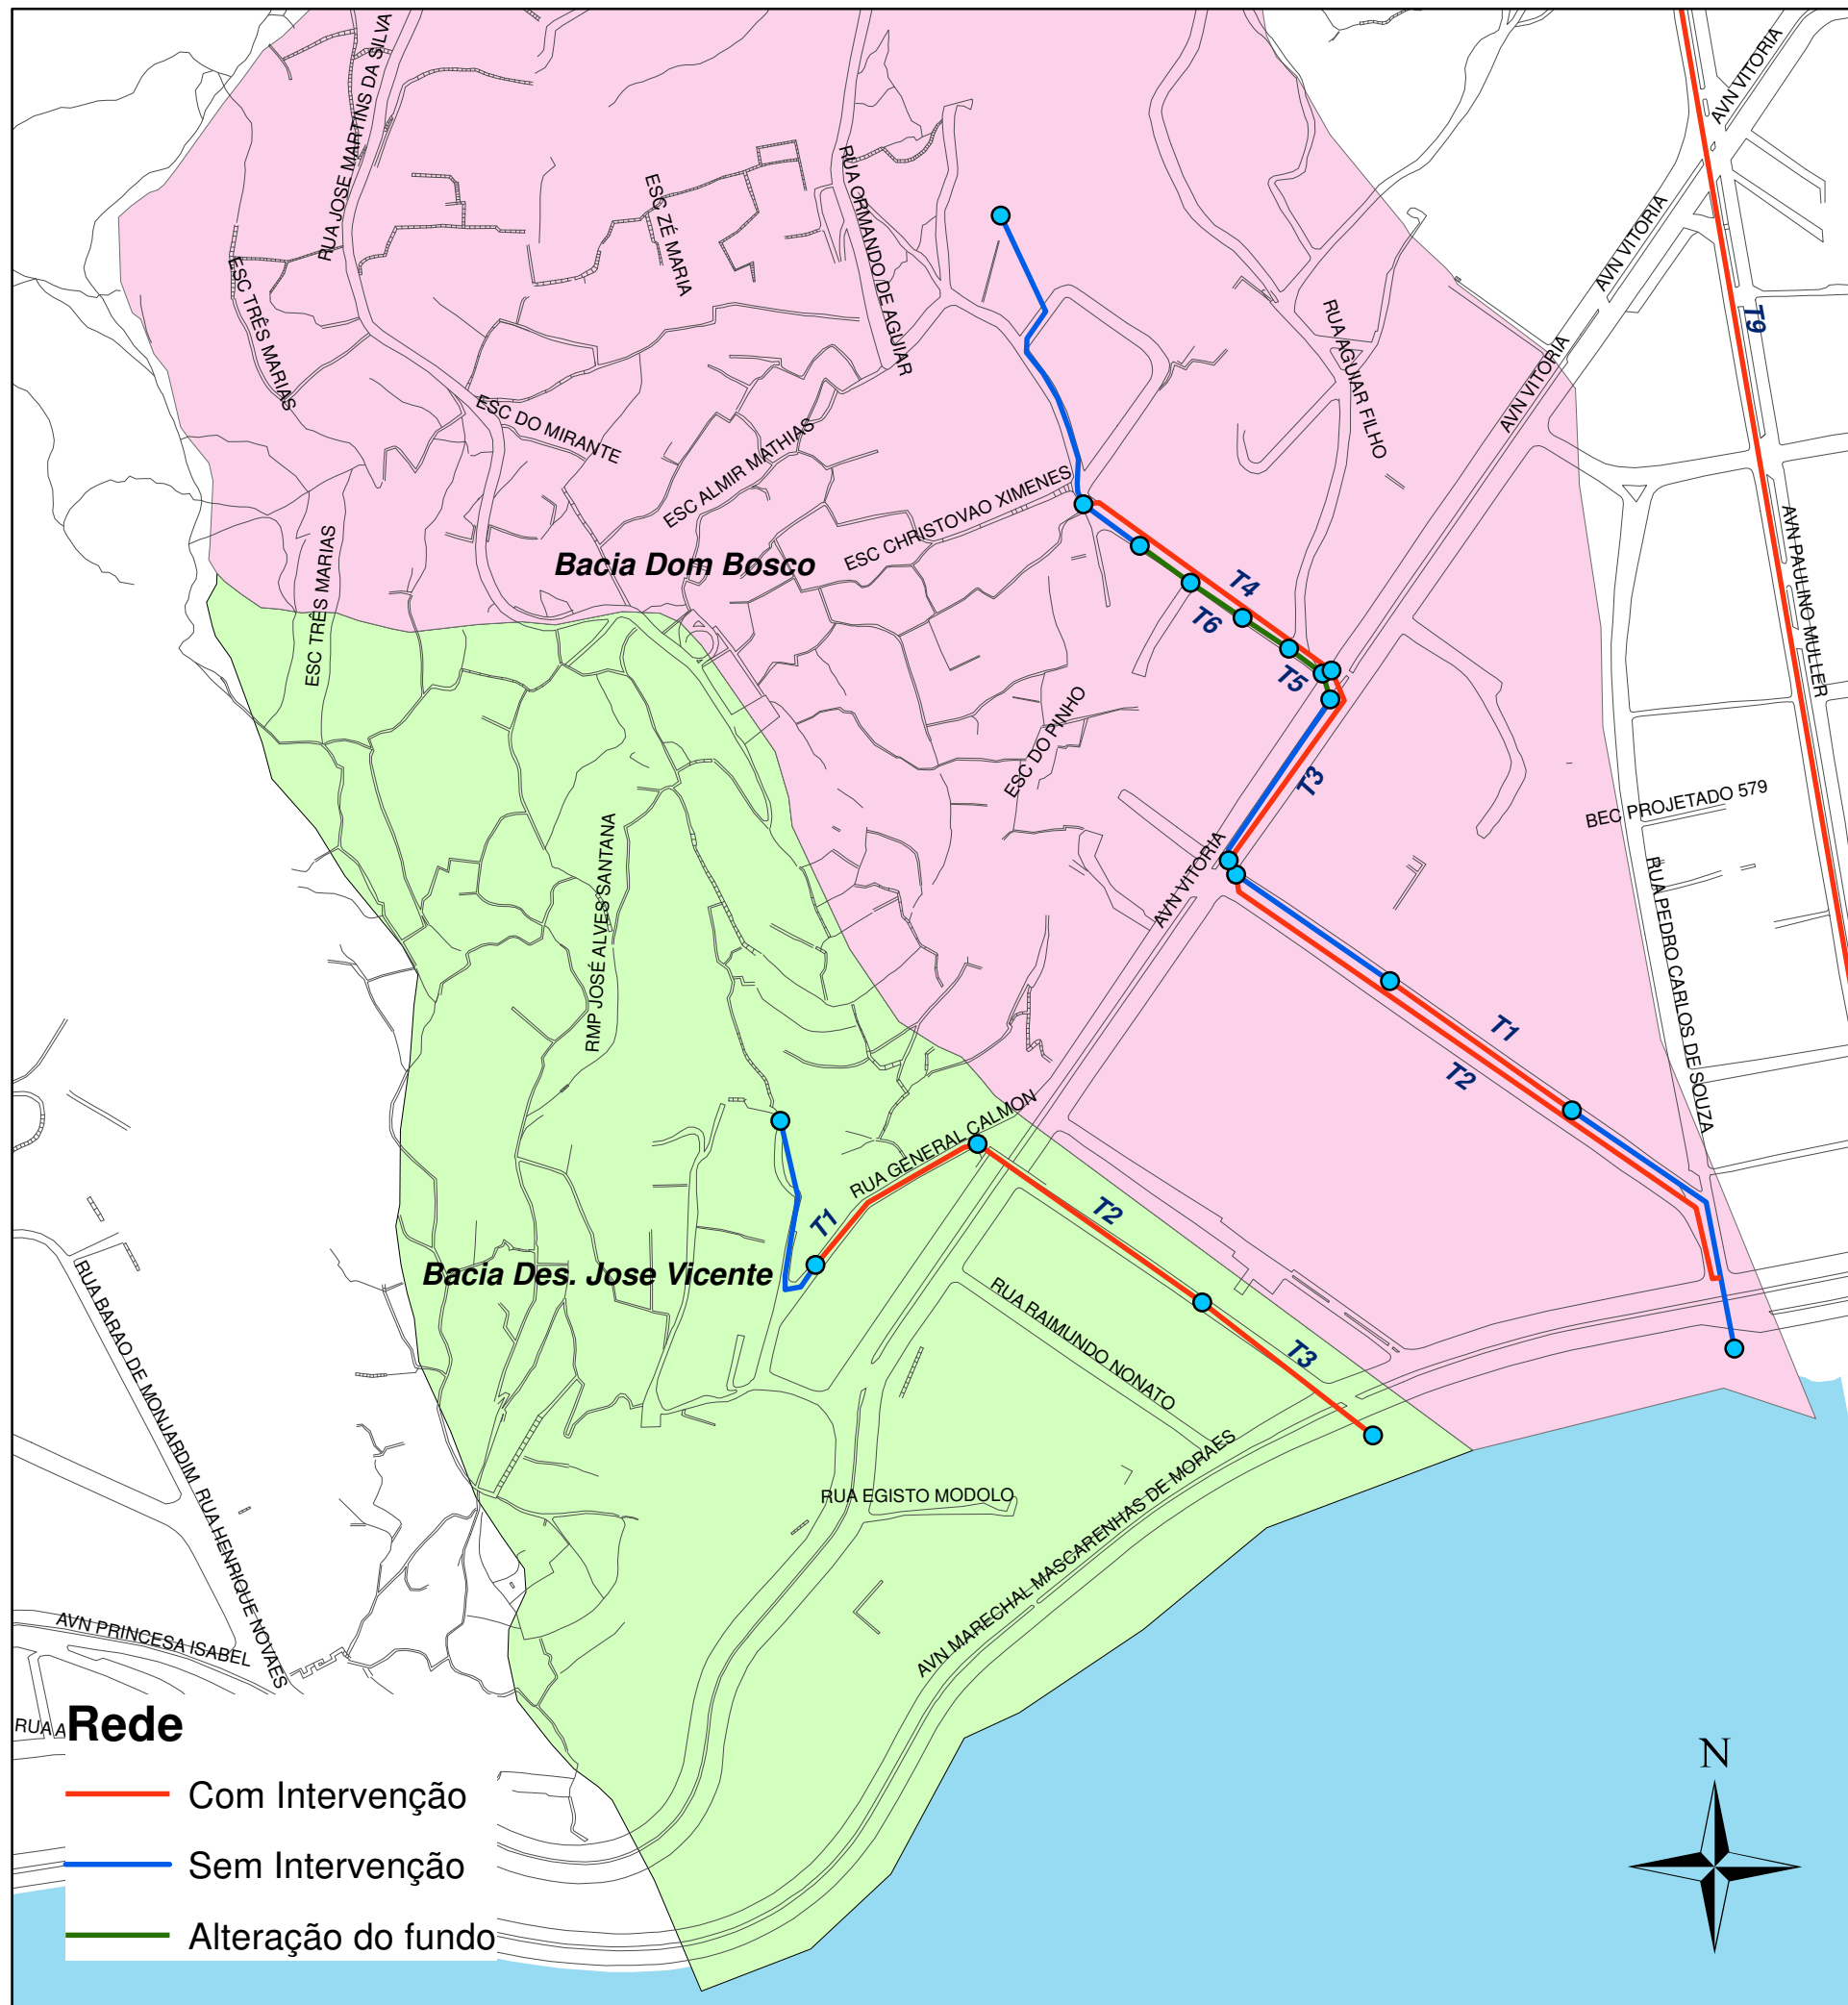 RUA JOSE MARTINS DA SILVA
AVN VITORIA
ESC ZÉ MARIA
RUA ORMANDO DE AGUIAR
AVN VITORIA
ESC TRÊS MARIAS
RUA AGUIAR FILHO
T9
AVN VITORIA
ESC DO MIRANTE
ESC ALMIR MATHIAS
ESC CHRISTOVAO XIMENES
AVN PAULINO MULLER
Bacia Dom Bosco
ESC TRÊS MARIAS
T4
T6
T5
ESC DO PINHO
T3
BEC PROJETADO 579
RMP JOSÉ ALVES SANTANA
AVN VITORIA
RUA PEDRO CARLOS DE SOUZA
T1
T2
RUA GENERAL CALMON
T1
T2
Bacia Des. Jose Vicente
RUA RAIMUNDO NONATO
T3
RUA BARAO DE MONJARDIM
RUA EGISTO MODOLO
AVN MARECHAL MASCARENHAS DE MORAES
RUA HENRIQUE NOVAES
AVN PRINCESA ISABEL
RUA A
Rede
Com Intervenção
Sem Intervenção
Alteração do fundo
N